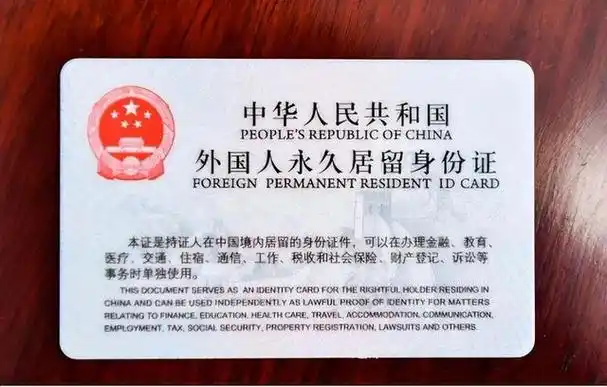 中华人民共和国
PEOPLE'S REPUBLIC OF CHINA
外国人永久居留身份证
FOREIGN PERMANENT RESIDENT ID CARD
本证是持证人在中国境内居留的身份证件，可以在办理金融、教育、
医疗、交通、住宿、通信、工作、税收和社会保险、财产登记、诉讼等
事务时单独使用。
THIS DOCUMENT SERVES AS AN IDENTITY CARD FOR THE RIGHTFUL HOLDER RESIDING IN
CHINA AND CAN BE USED INDEPENDENTLY AS LAWFUL PROOF OF IDENTITY FOR MATTERS
RELATING TO FINANCE, EDUCATION, HEALTH CARE, TRAVEL, ACCOMMODATION, COMMUNICATION,
EMPLOYMENT, TAX, SOCIAL SECURITY, PROPERTY REGISTRATION, LAWSUITS AND OTHERS.